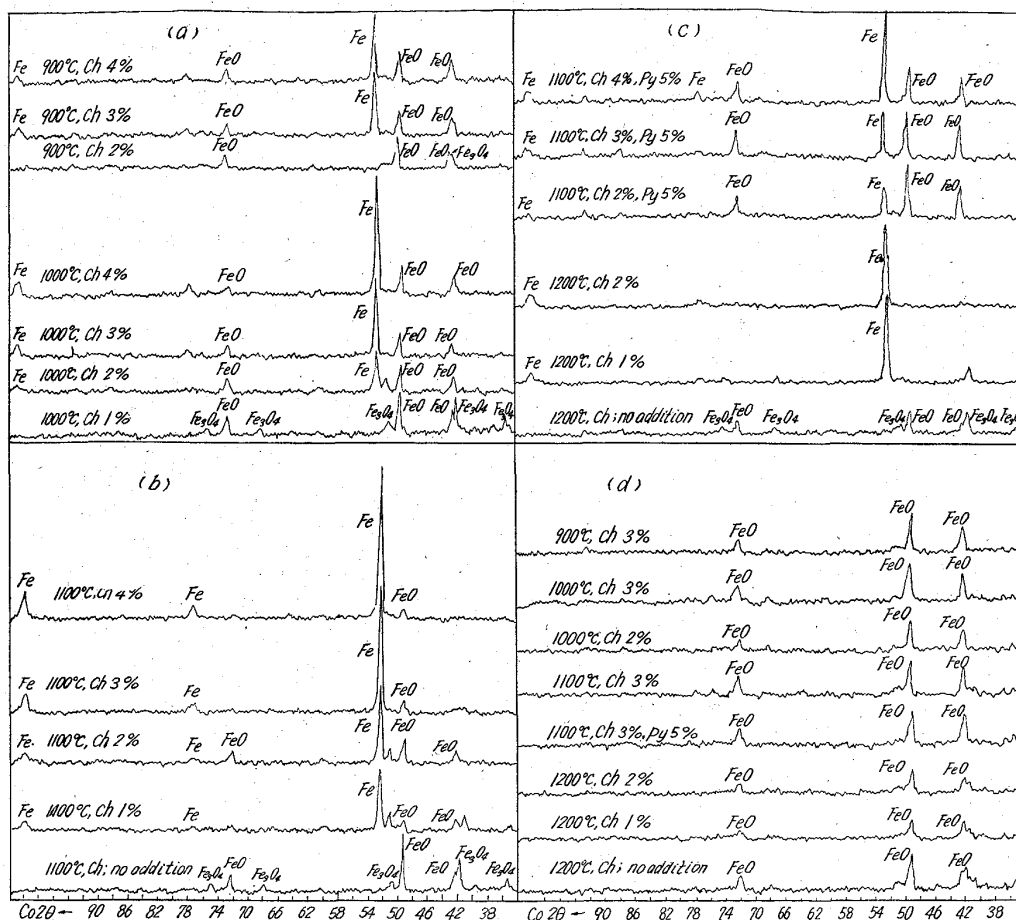 (a)
Fe 900°C, Ch 4% FeO Fe FeO FeO
Fe 900°C, Ch 3% FeO Fe FeO FeO
900°C, Ch 2% FeO FeO FeO, Fe₃O₄
Fe 1000°C, Ch 4% FeO Fe FeO FeO
Fe 1000°C, Ch 3% FeO FeO FeO
Fe 1000°C, Ch 2% FeO FeO FeO
1000°C, Ch 1% Fe₃O₄ FeO Fe₃O₄ Fe₃O₄ FeO FeO Fe₃O₄ Fe₃O₄
(c)
Fe 1100°C, Ch 4%, Py 5% Fe FeO Fe FeO FeO
Fe 1100°C, Ch 3%, Py 5% FeO Fe FeO FeO
Fe 1100°C, Ch 2%, Py 5% FeO Fe FeO FeO
Fe 1200°C, Ch 2% Fe
Fe 1200°C, Ch 1% Fe
1200°C, Ch; no addition Fe₃O₄ FeO Fe₃O₄ Fe₃O₄ FeO FeO Fe₃O₄
(b)
Fe 1100°C, 4% Fe Fe FeO
Fe 1100°C, Ch 3% Fe Fe FeO
Fe 1100°C, Ch 2% Fe FeO Fe FeO FeO
Fe Ch 1% Fe Fe FeO FeO
1100°C, Ch; no addition Fe₃O₄ FeO Fe₃O₄ Fe₃O₄ FeO FeO Fe₃O₄ Fe₃O₄
Co 2θ ← 90 86 82 78 74 70 66 62 58 54 50 46 42 38
(d)
900°C, Ch 3% FeO FeO FeO
1000°C, Ch 3% FeO FeO FeO
1000°C, Ch 2% FeO FeO FeO
1100°C, Ch 3% FeO FeO FeO
1100°C, Ch 3%, Py 5% FeO FeO FeO
1200°C, Ch 2% FeO FeO FeO
1200°C, Ch 1% FeO FeO FeO
1200°C, Ch; no addition FeO FeO FeO
Co 2θ ← 90 86 82 78 74 70 66 62 58 54 50 46 42 38